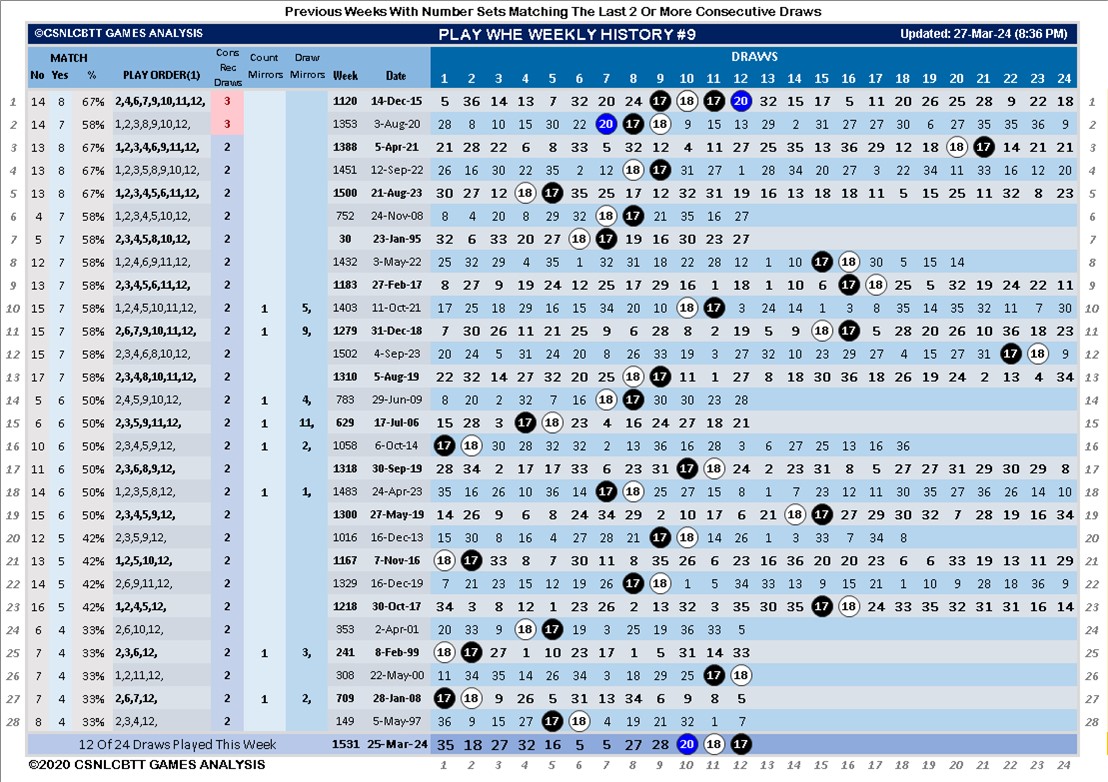 Previous Weeks With Number Sets Matching The Last 2 Or More Consecutive Draws
©CSNLCBTT GAMES ANALYSIS PLAY WHE WEEKLY HISTORY #9 Updated: 27-Mar-24 (8:36 PM)
MATCH Cons Rec Draws Count Mirrors Draw Mirrors DRAWS
No Yes % PLAY ORDER(1) Week Date 1 2 3 4 5 6 7 8 9 10 11 12 13 14 15 16 17 18 19 20 21 22 23 24
1 14 8 67% 2,4,6,7,9,10,11,12, 3 1120 14-Dec-15 5 36 14 13 7 32 20 24 17 18 17 20 32 15 17 5 11 20 26 25 28 9 22 18 1
2 14 7 58% 1,2,3,8,9,10,12, 3 1353 3-Aug-20 28 8 10 15 30 22 20 17 18 9 15 13 29 2 31 27 27 30 6 27 35 35 36 9 2
3 13 8 67% 1,2,3,4,6,9,11,12, 2 1388 5-Apr-21 21 28 22 6 8 33 5 32 12 4 11 27 27 25 14 35 36 29 12 18 18 17 14 21 21 3
4 13 8 67% 1,2,3,5,8,9,10,12, 2 1451 12-Sep-22 26 16 30 22 35 2 12 18 17 31 27 1 28 34 20 27 3 22 34 11 33 16 12 20 4
5 13 8 67% 1,2,3,4,5,6,11,12, 2 1500 21-Aug-23 30 27 12 18 17 35 25 17 12 32 31 19 16 13 18 18 11 5 15 25 11 32 8 23 5
6 4 7 58% 1,2,3,4,5,10,12, 2 752 24-Nov-08 8 4 20 8 29 32 18 17 21 35 16 27 6
7 5 7 58% 2,3,4,5,8,10,12, 2 30 23-Jan-95 32 6 33 20 27 18 17 19 16 30 23 27 7
8 12 7 58% 1,2,4,6,9,11,12, 2 1432 3-May-22 25 32 29 4 35 1 32 31 18 22 28 12 1 10 17 18 30 5 19 15 14 8
9 13 7 58% 2,3,4,5,6,11,12, 2 1183 27-Feb-17 8 27 9 19 24 12 25 17 29 16 1 18 1 10 6 17 18 25 5 32 19 24 22 11 9
10 15 7 58% 1,2,4,5,10,11,12, 2 1 5, 1403 11-Oct-21 17 25 18 29 16 15 34 20 10 18 17 3 24 14 1 3 8 35 14 35 32 11 7 30 10
11 15 7 58% 2,6,7,9,10,11,12, 2 1 9, 1279 31-Dec-18 7 30 26 11 21 25 9 6 28 8 2 19 5 9 18 17 5 28 20 26 10 36 18 23 11
12 15 7 58% 2,3,4,6,8,10,12, 2 1502 4-Sep-23 20 24 5 31 24 20 8 26 33 19 3 27 32 10 23 29 27 4 15 27 21 17 18 9 12
13 17 7 58% 2,3,4,8,10,11,12, 2 1310 5-Aug-19 22 32 14 27 32 20 25 18 17 11 1 27 8 18 30 36 18 26 19 24 2 13 4 34 13
14 5 6 50% 2,4,5,9,10,12, 2 1 4, 783 29-Jun-09 8 20 2 32 7 16 18 17 30 30 23 28 14
15 6 6 50% 2,3,5,9,11,12, 2 1 11, 629 17-Jul-06 15 28 3 17 18 23 4 16 24 27 18 21 15
16 10 6 50% 2,3,4,5,9,12, 2 1 2, 1058 6-Oct-14 17 18 30 28 32 32 2 13 36 16 28 13 6 27 25 13 16 36 16
17 11 6 50% 2,3,6,8,9,12, 2 1318 30-Sep-19 28 34 2 17 17 33 6 23 31 17 18 24 2 23 31 8 5 27 27 31 29 30 29 8 17
18 14 6 50% 1,2,3,5,8,12, 2 1 1, 1483 24-Apr-23 35 16 26 10 36 14 17 18 25 27 15 8 1 7 23 12 11 30 35 27 36 26 14 10 18
19 15 6 50% 2,3,4,5,9,12, 2 1300 27-May-19 14 26 9 6 8 24 34 29 2 10 17 6 21 18 17 27 29 30 32 7 28 19 16 34 19
20 12 5 42% 2,3,5,9,12, 2 1016 16-Dec-13 15 30 8 16 4 27 28 21 17 18 14 26 1 3 33 7 34 8 20
21 13 5 42% 1,2,5,10,12, 2 1167 7-Nov-16 18 17 33 8 7 30 11 8 35 26 6 23 13 16 36 20 20 23 6 33 19 13 11 29 21
22 14 5 42% 2,6,9,11,12, 2 1329 16-Dec-19 7 21 23 15 12 19 26 17 18 1 5 34 33 13 9 15 21 1 10 9 28 18 36 9 22
23 16 5 42% 1,2,4,5,12, 2 1218 30-Oct-17 34 3 8 12 1 23 26 2 13 32 3 35 30 35 17 18 24 33 35 32 31 31 16 14 23
24 6 4 33% 2,6,10,12, 2 353 2-Apr-01 20 33 9 18 17 19 3 25 19 36 33 5 24
25 7 4 33% 2,3,6,12, 2 1 3, 241 8-Feb-99 18 17 27 1 10 23 17 1 5 31 14 33 25
26 7 4 33% 1,2,11,12, 2 308 22-May-00 11 34 35 14 26 34 3 18 29 25 17 18 26
27 7 4 33% 2,6,7,12, 2 1 2, 709 28-Jan-08 17 18 9 26 5 31 13 34 6 9 8 5 27
28 8 4 33% 2,3,4,12, 2 149 5-May-97 36 9 15 27 17 18 4 19 21 32 1 7 28
12 Of 24 Draws Played This Week 1531 25-Mar-24 35 18 27 32 16 5 5 27 28 20 18 17
©2020 CSNLCBTT GAMES ANALYSIS 1 2 3 4 5 6 7 8 9 10 11 12 13 14 15 16 17 18 19 20 21 22 23 24